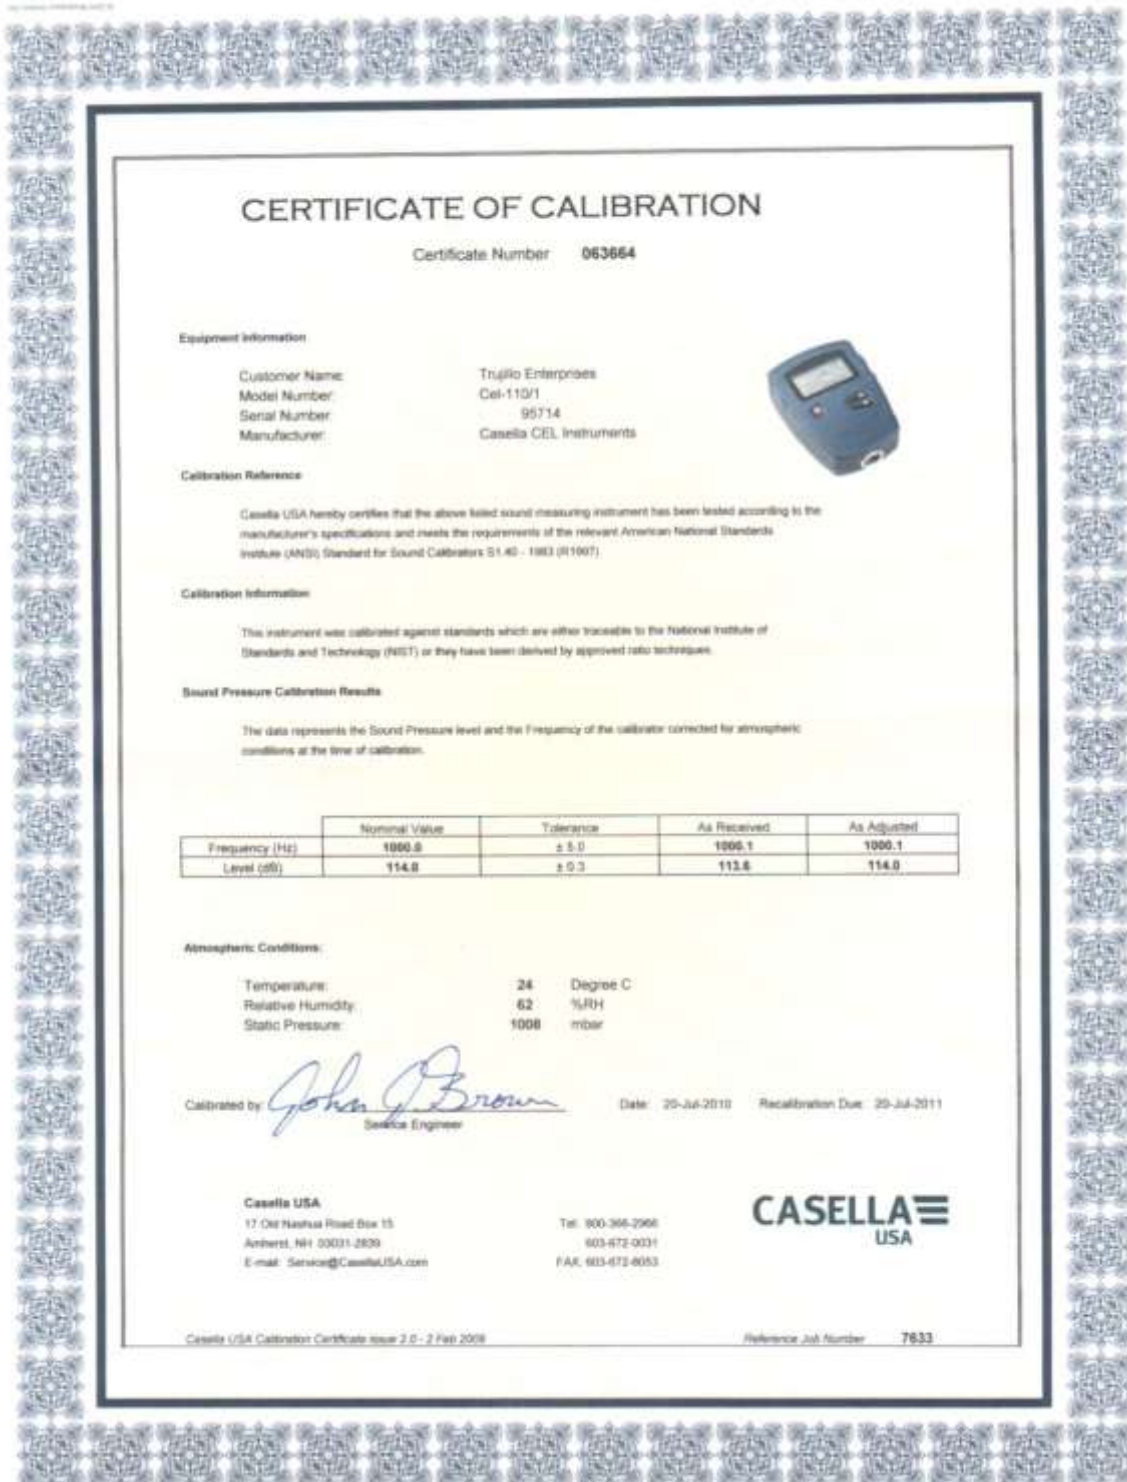 CERTIFICATE OF CALIBRATION
Certificate Number 063664
Equipment Information
Customer Name: Trujillo Enterprises
Model Number: Cel-110/1
Serial Number: 95714
Manufacturer: Casella CEL Instruments
Calibration Reference
Casella USA hereby certifies that the above listed sound measuring instrument has been tested according to the
manufacturer's specifications and meets the requirements of the relevant American National Standards
Institute (ANSI) Standard for Sound Calibrators S1.40 - 1983 (R1997)
Calibration Information
This instrument was calibrated against standards which are either traceable to the National Institute of
Standards and Technology (NIST) or they have been derived by approved ratio techniques.
Sound Pressure Calibration Results
The data represents the Sound Pressure level and the Frequency of the calibrator corrected for atmospheric
conditions at the time of calibration.
Nominal Value Tolerance As Received As Adjusted
Frequency (Hz) 1000.0 ± 5.0 1000.1 1000.1
Level (dB) 114.0 ± 0.3 113.6 114.0
Atmospheric Conditions:
Temperature: 24 Degree C
Relative Humidity: 62 %RH
Static Pressure: 1008 mbar
Calibrated by: John J Brown Date: 20-Jul-2010 Recalibration Due: 20-Jul-2011
Service Engineer
Casella USA
17 Old Nashua Road Box 15 Tel: 800-366-2966
Amherst, NH 03031-2839 603-672-0031
E-mail: Service@CasellaUSA.com FAX: 603-672-8053
CASELLA
USA
Casella USA Calibration Certificate issue 2.0 - 2 Feb Reference Job Number 7633